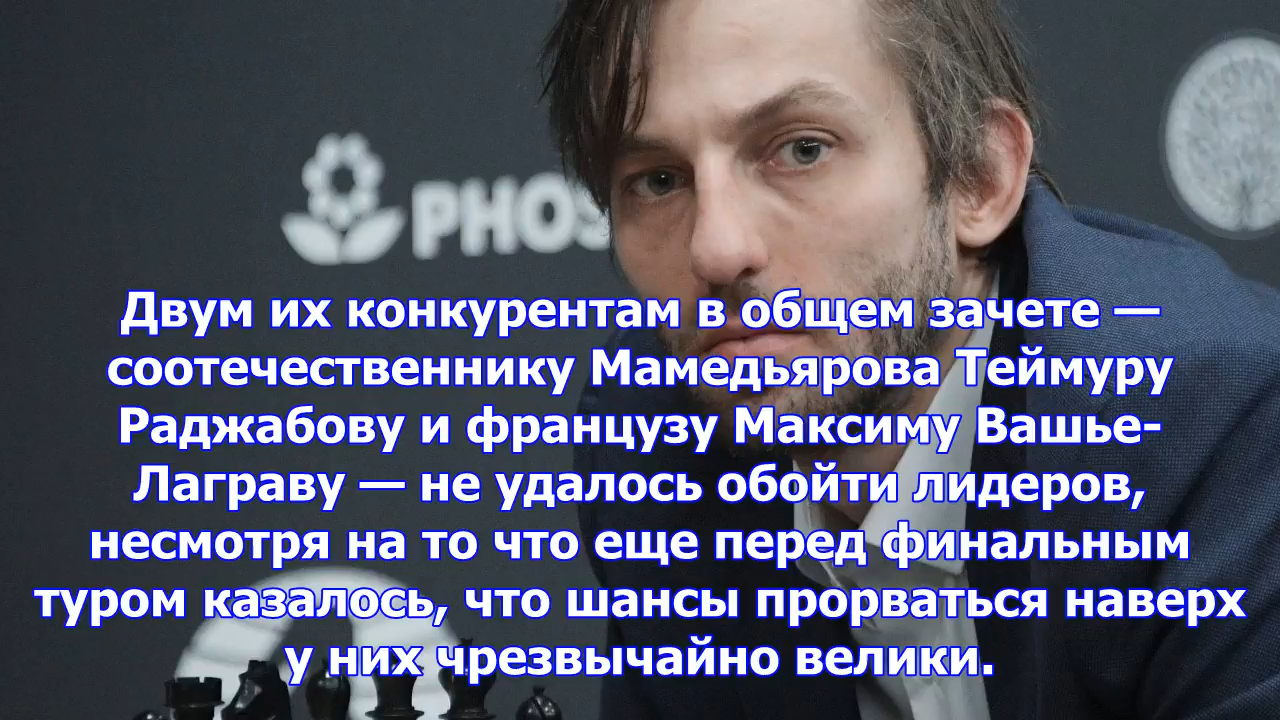 PHOS
Двум их конкурентам в общем зачете —
соотечественнику Мамедьярова Теймуру
Раджабову и французу Максиму Вашье-
Лаграву — не удалось обойти лидеров,
несмотря на то что еще перед финальным
туром казалось, что шансы прорваться наверх
у них чрезвычайно велики.